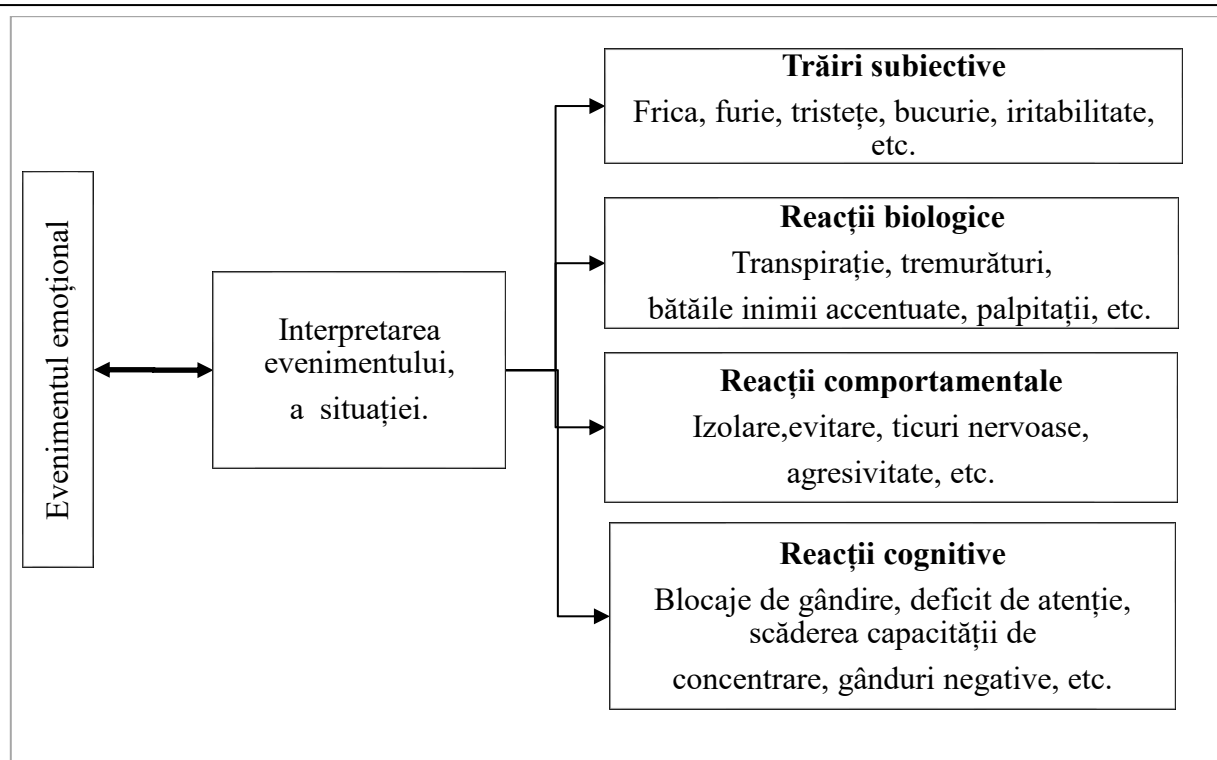 Evenimentul emoțional
Interpretarea
evenimentului,
a situației.
Trăiri subiective
Frica, furie, tristețe, bucurie, iritabilitate,
etc.
Reacții biologice
Transpirație, tremurături,
bătăile inimii accentuate, palpitații, etc.
Reacții comportamentale
Izolare,evitare, ticuri nervoase,
agresivitate, etc.
Reacții cognitive
Blocaje de gândire, deficit de atenție,
scăderea capacității de
concentrare, gânduri negative, etc.